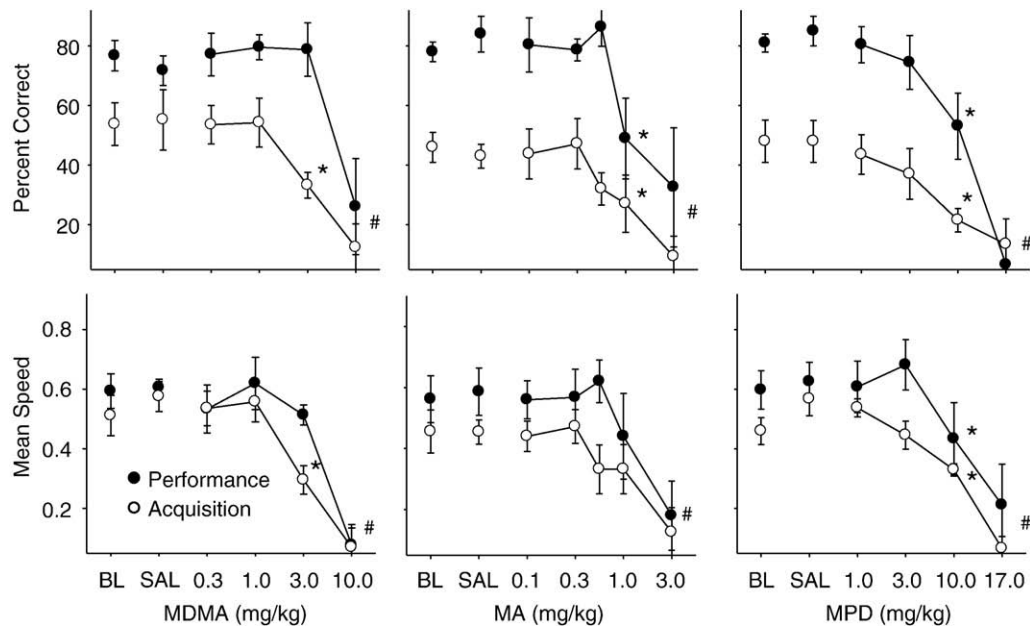 Percent Correct
80
60
40
20
*
#
*
*
#
*
*
#
Mean Speed
0.8
0.6
0.4
0.2
Performance
Acquisition
*
#
#
*
*
#
BL SAL 0.3 1.0 3.0 10.0
MDMA (mg/kg)
BL SAL 0.1 0.3 1.0 3.0
MA (mg/kg)
BL SAL 1.0 3.0 10.0 17.0
MPD (mg/kg)